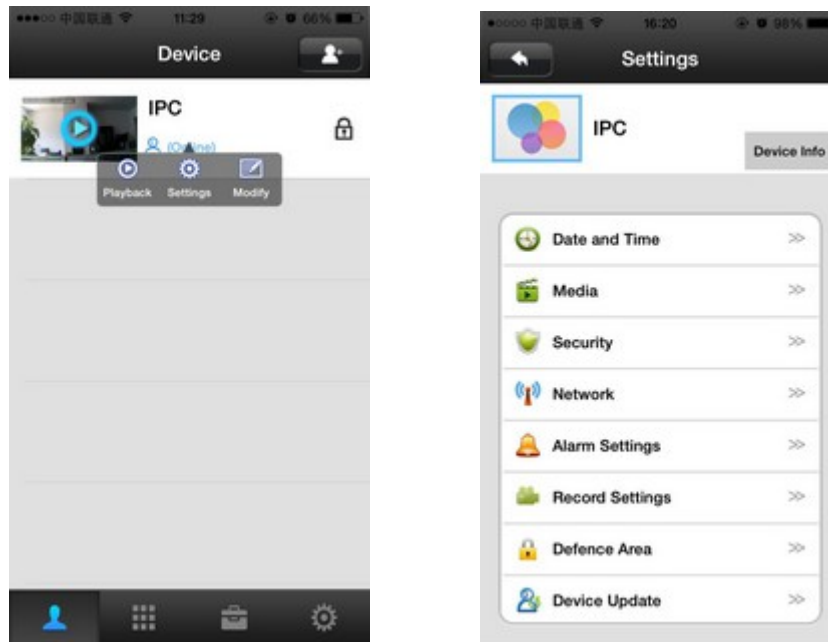 中国联通 11:29 66%
Device
IPC
(Online)
Playback Settings Modify
中国联通 16:20 98%
Settings
IPC
Device Info
Date and Time >>
Media >>
Security >>
Network >>
Alarm Settings >>
Record Settings >>
Defence Area >>
Device Update >>